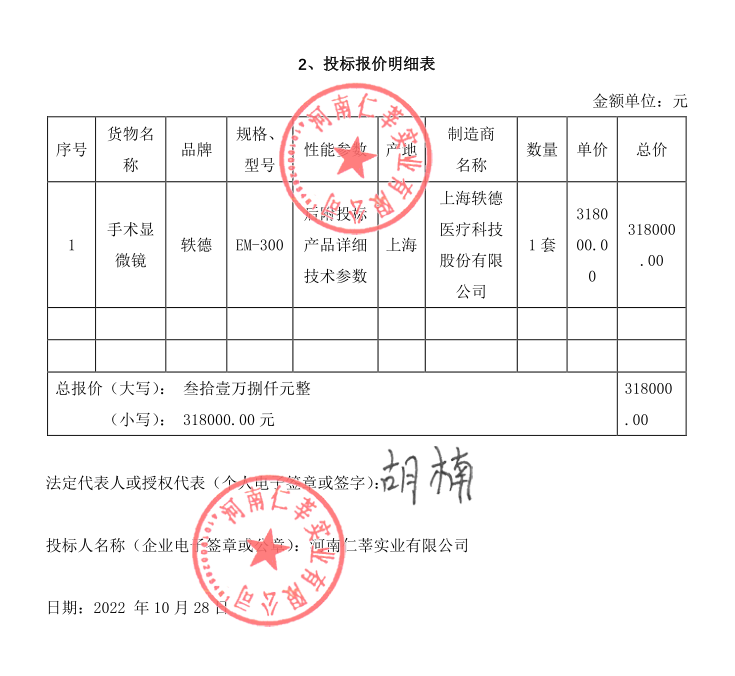 2、投标报价明细表
金额单位：元
序号 货物名称 品牌 规格、型号 性能参数 产地 制造商名称 数量 单价 总价
1 手术显微镜 轶德 EM-300 后附投标产品详细技术参数 上海 上海轶德医疗科技股份有限公司 1 套 318000.00 318000.00
总报价（大写）： 叁拾壹万捌仟元整 318000.00
（小写）： 318000.00 元
法定代表人或授权代表（个人电子签章或签字）：胡楠
投标人名称（企业电子签章或公章）：河南仁莘实业有限公司
日期：2022 年 10 月 28 日
河南仁莘实业有限公司
河南仁莘实业有限公司